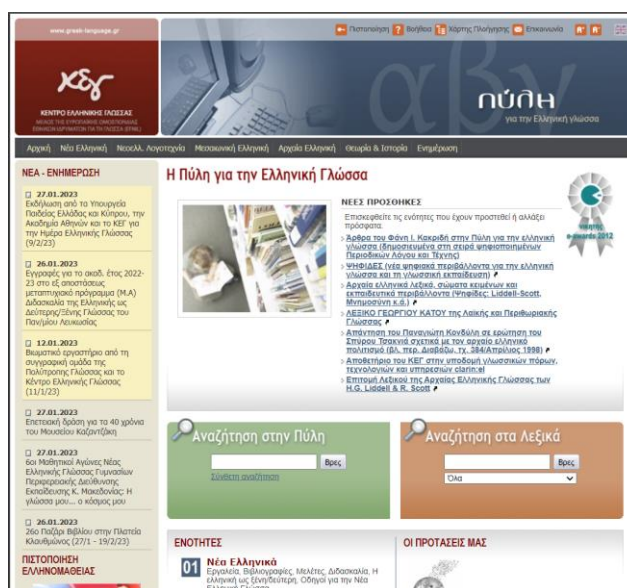 www.greek-language.gr
Πιστοποίηση Βοήθεια Χάρτης Πλοήγησης Επικοινωνία
χεγ
ΚΕΝΤΡΟ ΕΛΛΗΝΙΚΗΣ ΓΛΩΣΣΑΣ
αβγ
πύλη
για την Ελληνική γλώσσα
Αρχική Νέα Ελληνική Νεοελλ. Λογοτεχνία Μεσαιωνική Ελληνική Αρχαία Ελληνική Θεωρία & Ιστορία Ενημέρωση
ΝΕΑ - ΕΝΗΜΕΡΩΣΗ
27.01.2023
Εκδήλωση από τα Υπουργεία
Παιδείας Ελλάδας και Κύπρου, την
Ακαδημία Αθηνών και το ΚΕΓ για
την Ημέρα Ελληνικής Γλώσσας
(9/2/23)
26.01.2023
Εγγραφές για το ακαδ. έτος 2022-
23 στο εξ αποστάσεως
μεταπτυχιακό πρόγραμμα (Μ.Α)
Διδασκαλία της Ελληνικής ως
Δεύτερης/Ξένης Γλώσσας του
Παν/μίου Λευκωσίας
12.01.2023
Βιωματικό εργαστήριο από τη
συγγραφική ομάδα της
Πολύτροπης Γλώσσας και το
Κέντρο Ελληνικής Γλώσσας
(11/1/23)
27.01.2023
Επετειακή δράση για τα 40 χρόνια
του Μουσείου Καζαντζάκη
27.01.2023
6οι Μαθητικοί Αγώνες Νέας
Ελληνικής Γλώσσας Γυμνασίων
Περιφερειακής Διεύθυνσης
Εκπαίδευσης Κ. Μακεδονίας: Η
γλώσσα μου... ο κόσμος μου
26.01.2023
26ο Παζάρι Βιβλίου στην Πλατεία
Κλαυθμώνος (27/1 - 19/2/23)
ΠΙΣΤΟΠΟΙΗΣΗ
ΕΛΛΗΝΟΜΑΘΕΙΑΣ
Η Πύλη για την Ελληνική Γλώσσα
ΝΕΕΣ ΠΡΟΣΘΗΚΕΣ
Επισκεφθείτε τις ενότητες που έχουν προστεθεί ή αλλάξει
πρόσφατα.
Άρθρα του Φάνη Ι. Κακριδή στην Πύλη για την ελληνική
γλώσσα (δημοσιευμένα στη σειρά ψηφιοποιημένων
Περιοδικών Λόγου και Τέχνης)
ΨΗΦΙΔΕΣ (νέα ψηφιακά περιβάλλοντα για την ελληνική
γλώσσα και τη γλωσσική εκπαίδευση)
Αρχαία ελληνικά λεξικά, σώματα κειμένων και
εκπαιδευτικά περιβάλλοντα (Ψηφίδες: Liddell-Scott,
Μνημοσύνη κ.ά.)
ΛΕΞΙΚΟ ΓΕΩΡΓΙΟΥ ΚΑΤΟΥ της Λαϊκής και Περιθωριακής
Γλώσσας
Απάντηση του Παναγιώτη Κονδύλη σε ερώτηση του
Σπύρου Τσακνιά σχετικά με τον αρχαίο ελληνικό
πολιτισμό (βλ. περ. Διαβάζω, τχ. 384/Απρίλιος 1998)
Αποθετήριο του ΚΕΓ στην υποδομή γλωσσικών πόρων,
τεχνολογιών και υπηρεσιών clarin:el
Επιτομή Λεξικού της Αρχαίας Ελληνικής Γλώσσας των
H.G. Liddell & R. Scott
νικητής
e-awards 2012
Αναζήτηση στην Πύλη
Βρες
Σύνθετη αναζήτηση
Αναζήτηση στα Λεξικά
Βρες
Όλα
ΕΝΟΤΗΤΕΣ
01 Νέα Ελληνικά
Εργαλεία, Βιβλιογραφίες, Μελέτες, Διδασκαλία, Η
ελληνική ως ξένη/δεύτερη, Οδηγοί για την Νέα
Ελληνική Γλώσσα
ΟΙ ΠΡΟΤΑΣΕΙΣ ΜΑΣ